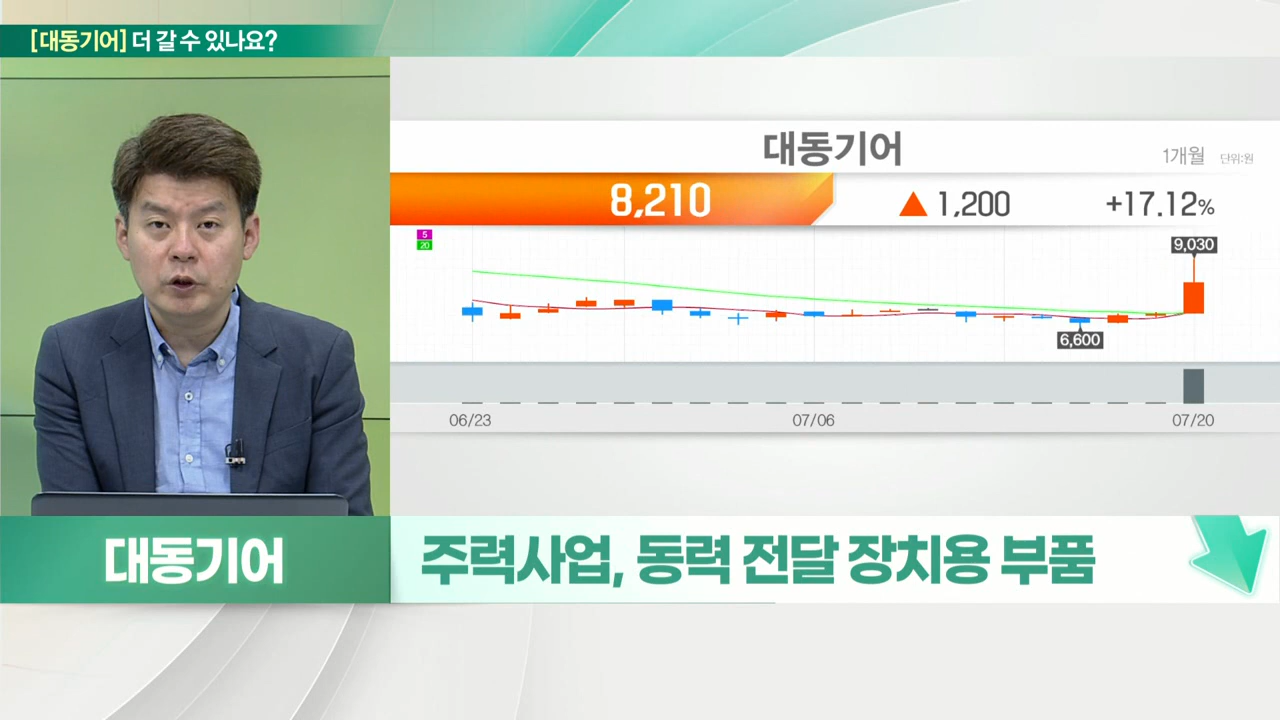 [대동기어] 더 갈 수 있나요?
대동기어
1개월 단위:원
8,210 ▲ 1,200 +17.12%
5
20
9,030
6,600
06/23 07/06 07/20
대동기어 주력사업, 동력 전달 장치용 부품